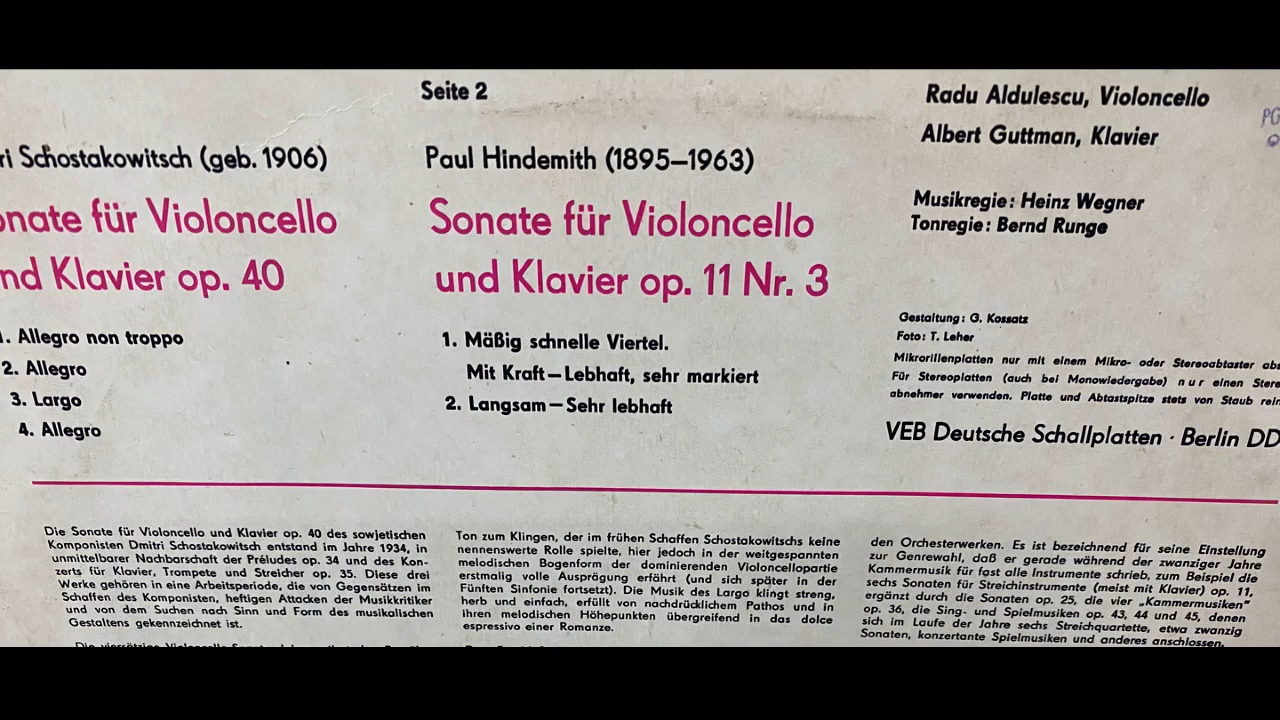 ri Schostakowitsch (geb. 1906)
onate für Violoncello
nd Klavier op. 40
1. Allegro non troppo
2. Allegro
3. Largo
4. Allegro
Seite 2
Paul Hindemith (1895–1963)
Sonate für Violoncello
und Klavier op. 11 Nr. 3
1. Mäßig schnelle Viertel.
Mit Kraft – Lebhaft, sehr markiert
2. Langsam – Sehr lebhaft
Radu Aldulescu, Violoncello
Albert Guttman, Klavier
PG
Musikregie: Heinz Wegner
Tonregie: Bernd Runge
Gestaltung: G. Kossatz
Foto: T. Leher
Mikrorillenplatten nur mit einem Mikro- oder Stereoabtaster abs
Für Stereoplatten (auch bei Monowiedergabe) nur einen Stere
abnehmer verwenden. Platte und Abtastspitze stets von Staub rein
VEB Deutsche Schallplatten · Berlin DD
Die Sonate für Violoncello und Klavier op. 40 des sowjetischen
Komponisten Dmitri Schostakowitsch entstand im Jahre 1934, in
unmittelbarer Nachbarschaft der Préludes op. 34 und des Kon-
zerts für Klavier, Trompete und Streicher op. 35. Diese drei
Werke gehören in eine Arbeitsperiode, die von Gegensätzen im
Schaffen des Komponisten, heftigen Attacken der Musikkritiker
und von dem Suchen nach Sinn und Form des musikalischen
Gestaltens gekennzeichnet ist.
Ton zum Klingen, der im frühen Schaffen Schostakowitschs keine
nennenswerte Rolle spielte, hier jedoch in der weitgespannten
melodischen Bogenform der dominierenden Violoncellopartie
erstmalig volle Ausprägung erfährt (und sich später in der
Fünften Sinfonie fortsetzt). Die Musik des Largo klingt streng,
herb und einfach, erfüllt von nachdrücklichem Pathos und in
ihren melodischen Höhepunkten übergreifend in das dolce
espressivo einer Romanze.
den Orchesterwerken. Es ist bezeichnend für seine Einstellung
zur Genrewahl, daß er gerade während der zwanziger Jahre
Kammermusik für fast alle Instrumente schrieb, zum Beispiel die
sechs Sonaten für Streichinstrumente (meist mit Klavier) op. 11,
ergänzt durch die Sonaten op. 25, die vier „Kammermusiken"
op. 36, die Sing- und Spielmusiken op. 43, 44 und 45, denen
sich im Laufe der Jahre sechs Streichquartette, etwa zwanzig
Sonaten, konzertante Spielmusiken und anderes anschlossen.